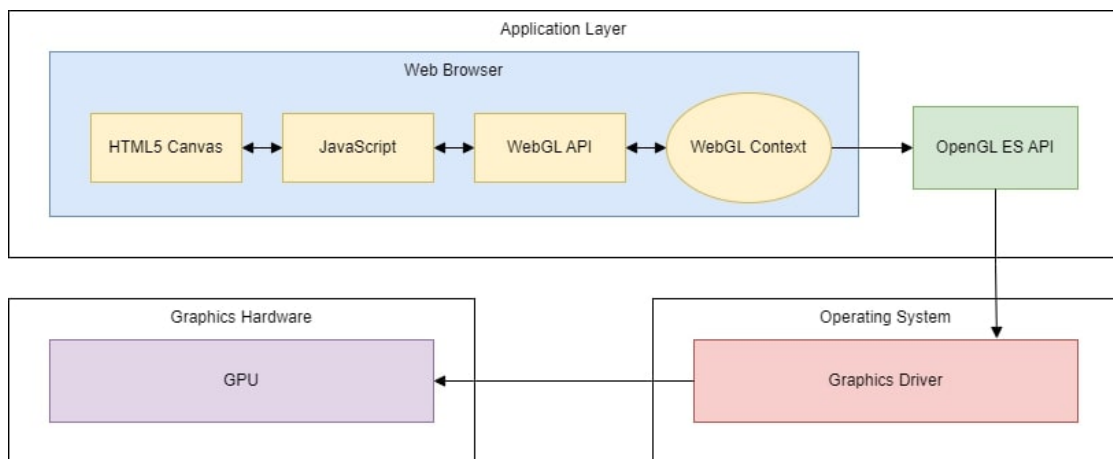 Application Layer
Web Browser
HTML5 Canvas
JavaScript
WebGL API
WebGL Context
OpenGL ES API
Graphics Hardware
GPU
Operating System
Graphics Driver